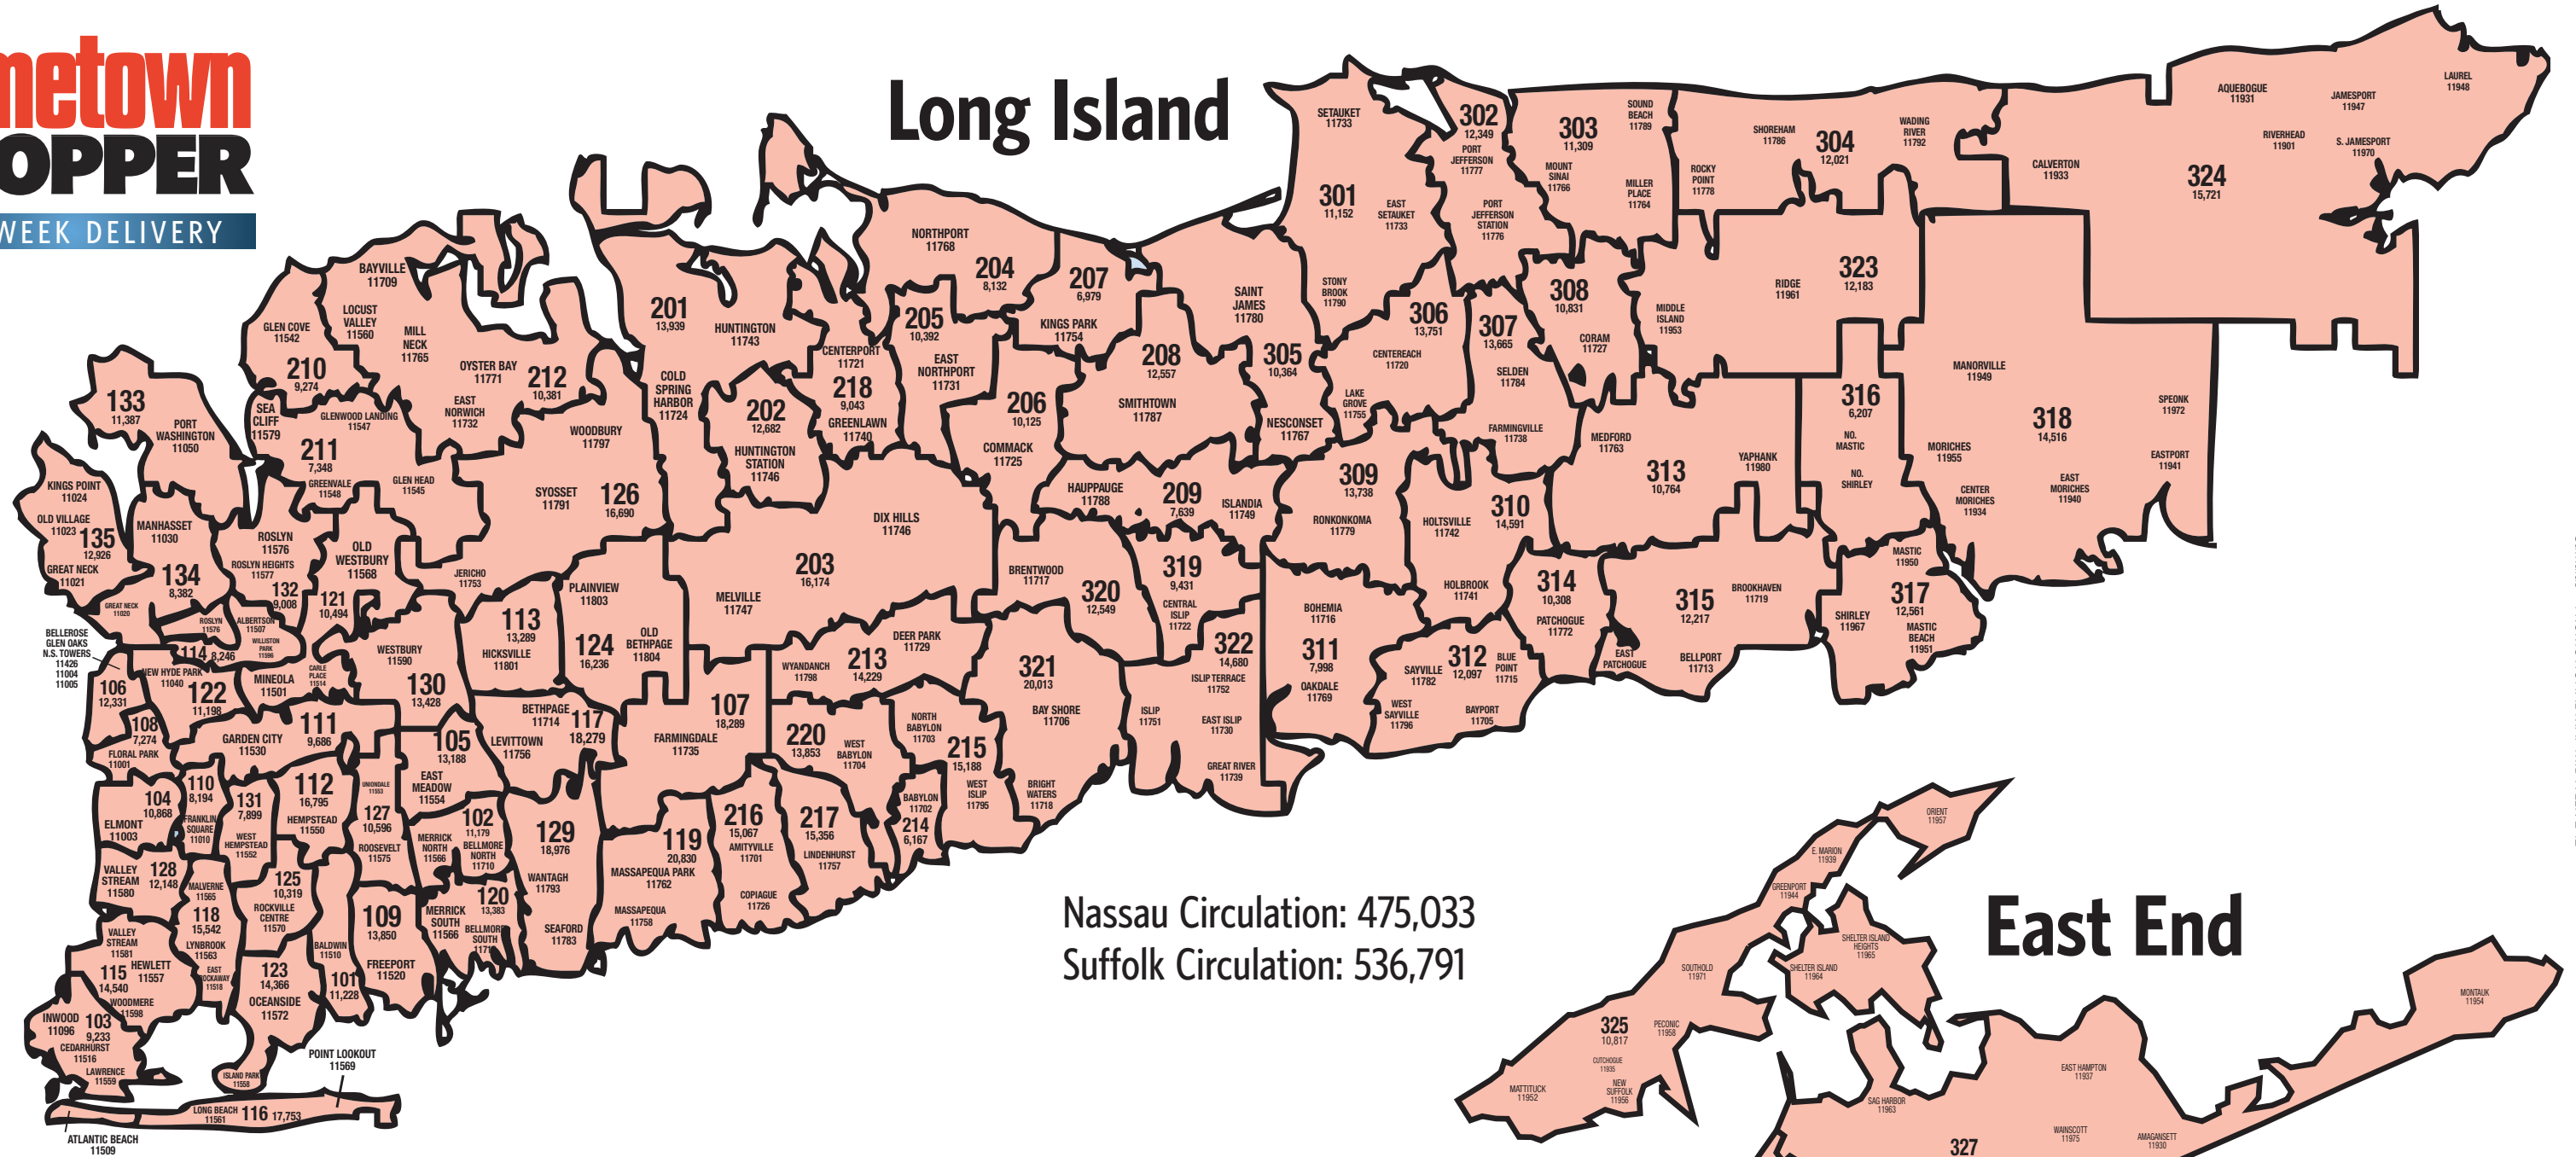 metown
OPPER
WEEK DELIVERY
Long Island
SETAUKET
11733
301
11,152
EAST
SETAUKET
11733
STONY
BROOK
11790
302
12,349
PORT
JEFFERSON
11777
PORT
JEFFERSON
STATION
11776
303
11,309
SOUND
BEACH
11789
MOUNT
SINAI
11766
MILLER
PLACE
11764
ROCKY
POINT
11778
SHOREHAM
11786
304
12,021
WADING
RIVER
11792
CALVERTON
11933
AQUEBOGUE
11931
JAMESPORT
11947
LAUREL
11948
RIVERHEAD
11901
S. JAMESPORT
11970
324
15,721
RIDGE
11961
323
12,183
MIDDLE
ISLAND
11953
308
10,831
CORAM
11727
306
13,751
CENTEREACH
11720
307
13,665
SELDEN
11784
LAKE
GROVE
11755
FARMINGVILLE
11738
305
10,364
NESCONSET
11767
SAINT
JAMES
11780
NORTHPORT
11768
204
8,132
207
6,979
KINGS PARK
11754
205
10,392
EAST
NORTHPORT
11731
208
12,557
SMITHTOWN
11787
206
10,125
COMMACK
11725
201
13,939
HUNTINGTON
11743
COLD
SPRING
HARBOR
11724
CENTERPORT
11721
218
9,043
GREENLAWN
11740
202
12,682
HUNTINGTON
STATION
11746
BAYVILLE
11709
LOCUST
VALLEY
11560
MILL
NECK
11765
GLEN COVE
11542
210
9,274
OYSTER BAY
11771
212
10,381
EAST
NORWICH
11732
SEA
CLIFF
11579
GLENWOOD LANDING
11547
211
7,348
GREENVALE
11548
GLEN HEAD
11545
WOODBURY
11797
SYOSSET
11791
126
16,690
133
11,387
PORT
WASHINGTON
11050
KINGS POINT
11024
OLD VILLAGE
11023
135
12,926
GREAT NECK
11021
GREAT NECK
11020
MANHASSET
11030
134
8,382
ROSLYN
11576
ROSLYN HEIGHTS
11577
132
9,008
ROSLYN
11576
ALBERTSON
11507
WILLISTON
PARK
11596
OLD
WESTBURY
11568
121
10,494
JERICHO
11753
BELLEROSE
GLEN OAKS
N.S. TOWERS
11426
11004
11005
114 8,246
NEW HYDE PARK
11040
122
11,198
MINEOLA
11501
CARLE
PLACE
11514
WESTBURY
11590
130
13,428
113
13,289
HICKSVILLE
11801
PLAINVIEW
11803
124
16,236
OLD
BETHPAGE
11804
MELVILLE
11747
203
16,174
DIX HILLS
11746
HAUPPAUGE
11788
209
7,639
ISLANDIA
11749
BRENTWOOD
11717
320
12,549
319
9,431
CENTRAL
ISLIP
11722
322
14,680
ISLIP TERRACE
11752
ISLIP
11751
EAST ISLIP
11730
GREAT RIVER
11739
309
13,738
RONKONKOMA
11779
310
14,591
HOLTSVILLE
11742
HOLBROOK
11741
BOHEMIA
11716
311
7,998
OAKDALE
11769
SAYVILLE
11782
312
12,097
BLUE
POINT
11715
WEST
SAYVILLE
11796
BAYPORT
11705
314
10,308
PATCHOGUE
11772
EAST
PATCHOGUE
315
12,217
BROOKHAVEN
11719
BELLPORT
11713
MEDFORD
11763
313
10,764
YAPHANK
11980
316
6,207
NO.
MASTIC
NO.
SHIRLEY
MASTIC
11950
317
12,561
SHIRLEY
11967
MASTIC
BEACH
11951
MANORVILLE
11949
318
14,516
SPEONK
11972
MORICHES
11955
EASTPORT
11941
CENTER
MORICHES
11934
EAST
MORICHES
11940
106
12,331
108
7,274
FLORAL PARK
11001
GARDEN CITY
11530
111
9,686
105
13,188
EAST
MEADOW
11554
BETHPAGE
11714
117
18,279
LEVITTOWN
11756
107
18,289
FARMINGDALE
11735
WYANDANCH
11798
213
14,229
DEER PARK
11729
220
13,853
WEST
BABYLON
11704
NORTH
BABYLON
11703
215
15,188
WEST
ISLIP
11795
321
20,013
BAY SHORE
11706
BRIGHT
WATERS
11718
BABYLON
11702
214
6,167
104
10,868
ELMONT
11003
110
8,194
FRANKLIN
SQUARE
11010
131
7,899
WEST
HEMPSTEAD
11552
112
16,795
HEMPSTEAD
11550
UNIONDALE
11553
127
10,596
ROOSEVELT
11575
MERRICK
NORTH
11566
102
11,179
BELLMORE
NORTH
11710
129
18,976
WANTAGH
11793
SEAFORD
11783
119
20,830
MASSAPEQUA PARK
11762
MASSAPEQUA
11758
216
15,067
AMITYVILLE
11701
COPIAGUE
11726
217
15,356
LINDENHURST
11757
VALLEY
STREAM
11580
128
12,148
MALVERNE
11565
118
15,542
LYNBROOK
11563
EAST
ROCKAWAY
11518
125
10,319
ROCKVILLE
CENTRE
11570
BALDWIN
11510
101
11,228
109
13,850
FREEPORT
11520
MERRICK
SOUTH
11566
120
13,383
BELLMORE
SOUTH
VALLEY
STREAM
11581
HEWLETT
11557
115
14,540
WOODMERE
11598
123
14,366
OCEANSIDE
11572
INWOOD
11096
103
9,233
CEDARHURST
11516
LAWRENCE
11559
ISLAND PARK
11558
POINT LOOKOUT
11569
LONG BEACH
11561
116 17,753
ATLANTIC BEACH
11509
Nassau Circulation: 475,033
Suffolk Circulation: 536,791
East End
ORIENT
11957
E. MARION
11939
GREENPORT
11944
SHELTER ISLAND
HEIGHTS
11965
SHELTER ISLAND
11964
SOUTHOLD
11971
325
10,817
PECONIC
11958
CUTCHOGUE
11935
NEW
SUFFOLK
11956
MATTITUCK
11952
MONTAUK
11954
EAST HAMPTON
11937
SAG HARBOR
11963
WAINSCOTT
11975
AMAGANSETT
11930
327